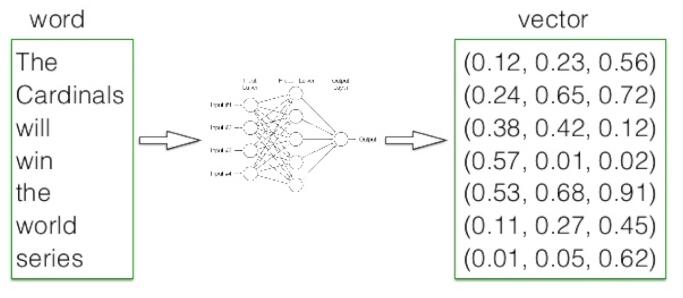 word
vector
The
Cardinals
will
win
the
world
series
Input
Layer
Layer
Output
Layer
Input #1
Input #2
Input #3
Input #4
Output
(0.12, 0.23, 0.56)
(0.24, 0.65, 0.72)
(0.38, 0.42, 0.12)
(0.57, 0.01, 0.02)
(0.53, 0.68, 0.91)
(0.11, 0.27, 0.45)
(0.01, 0.05, 0.62)